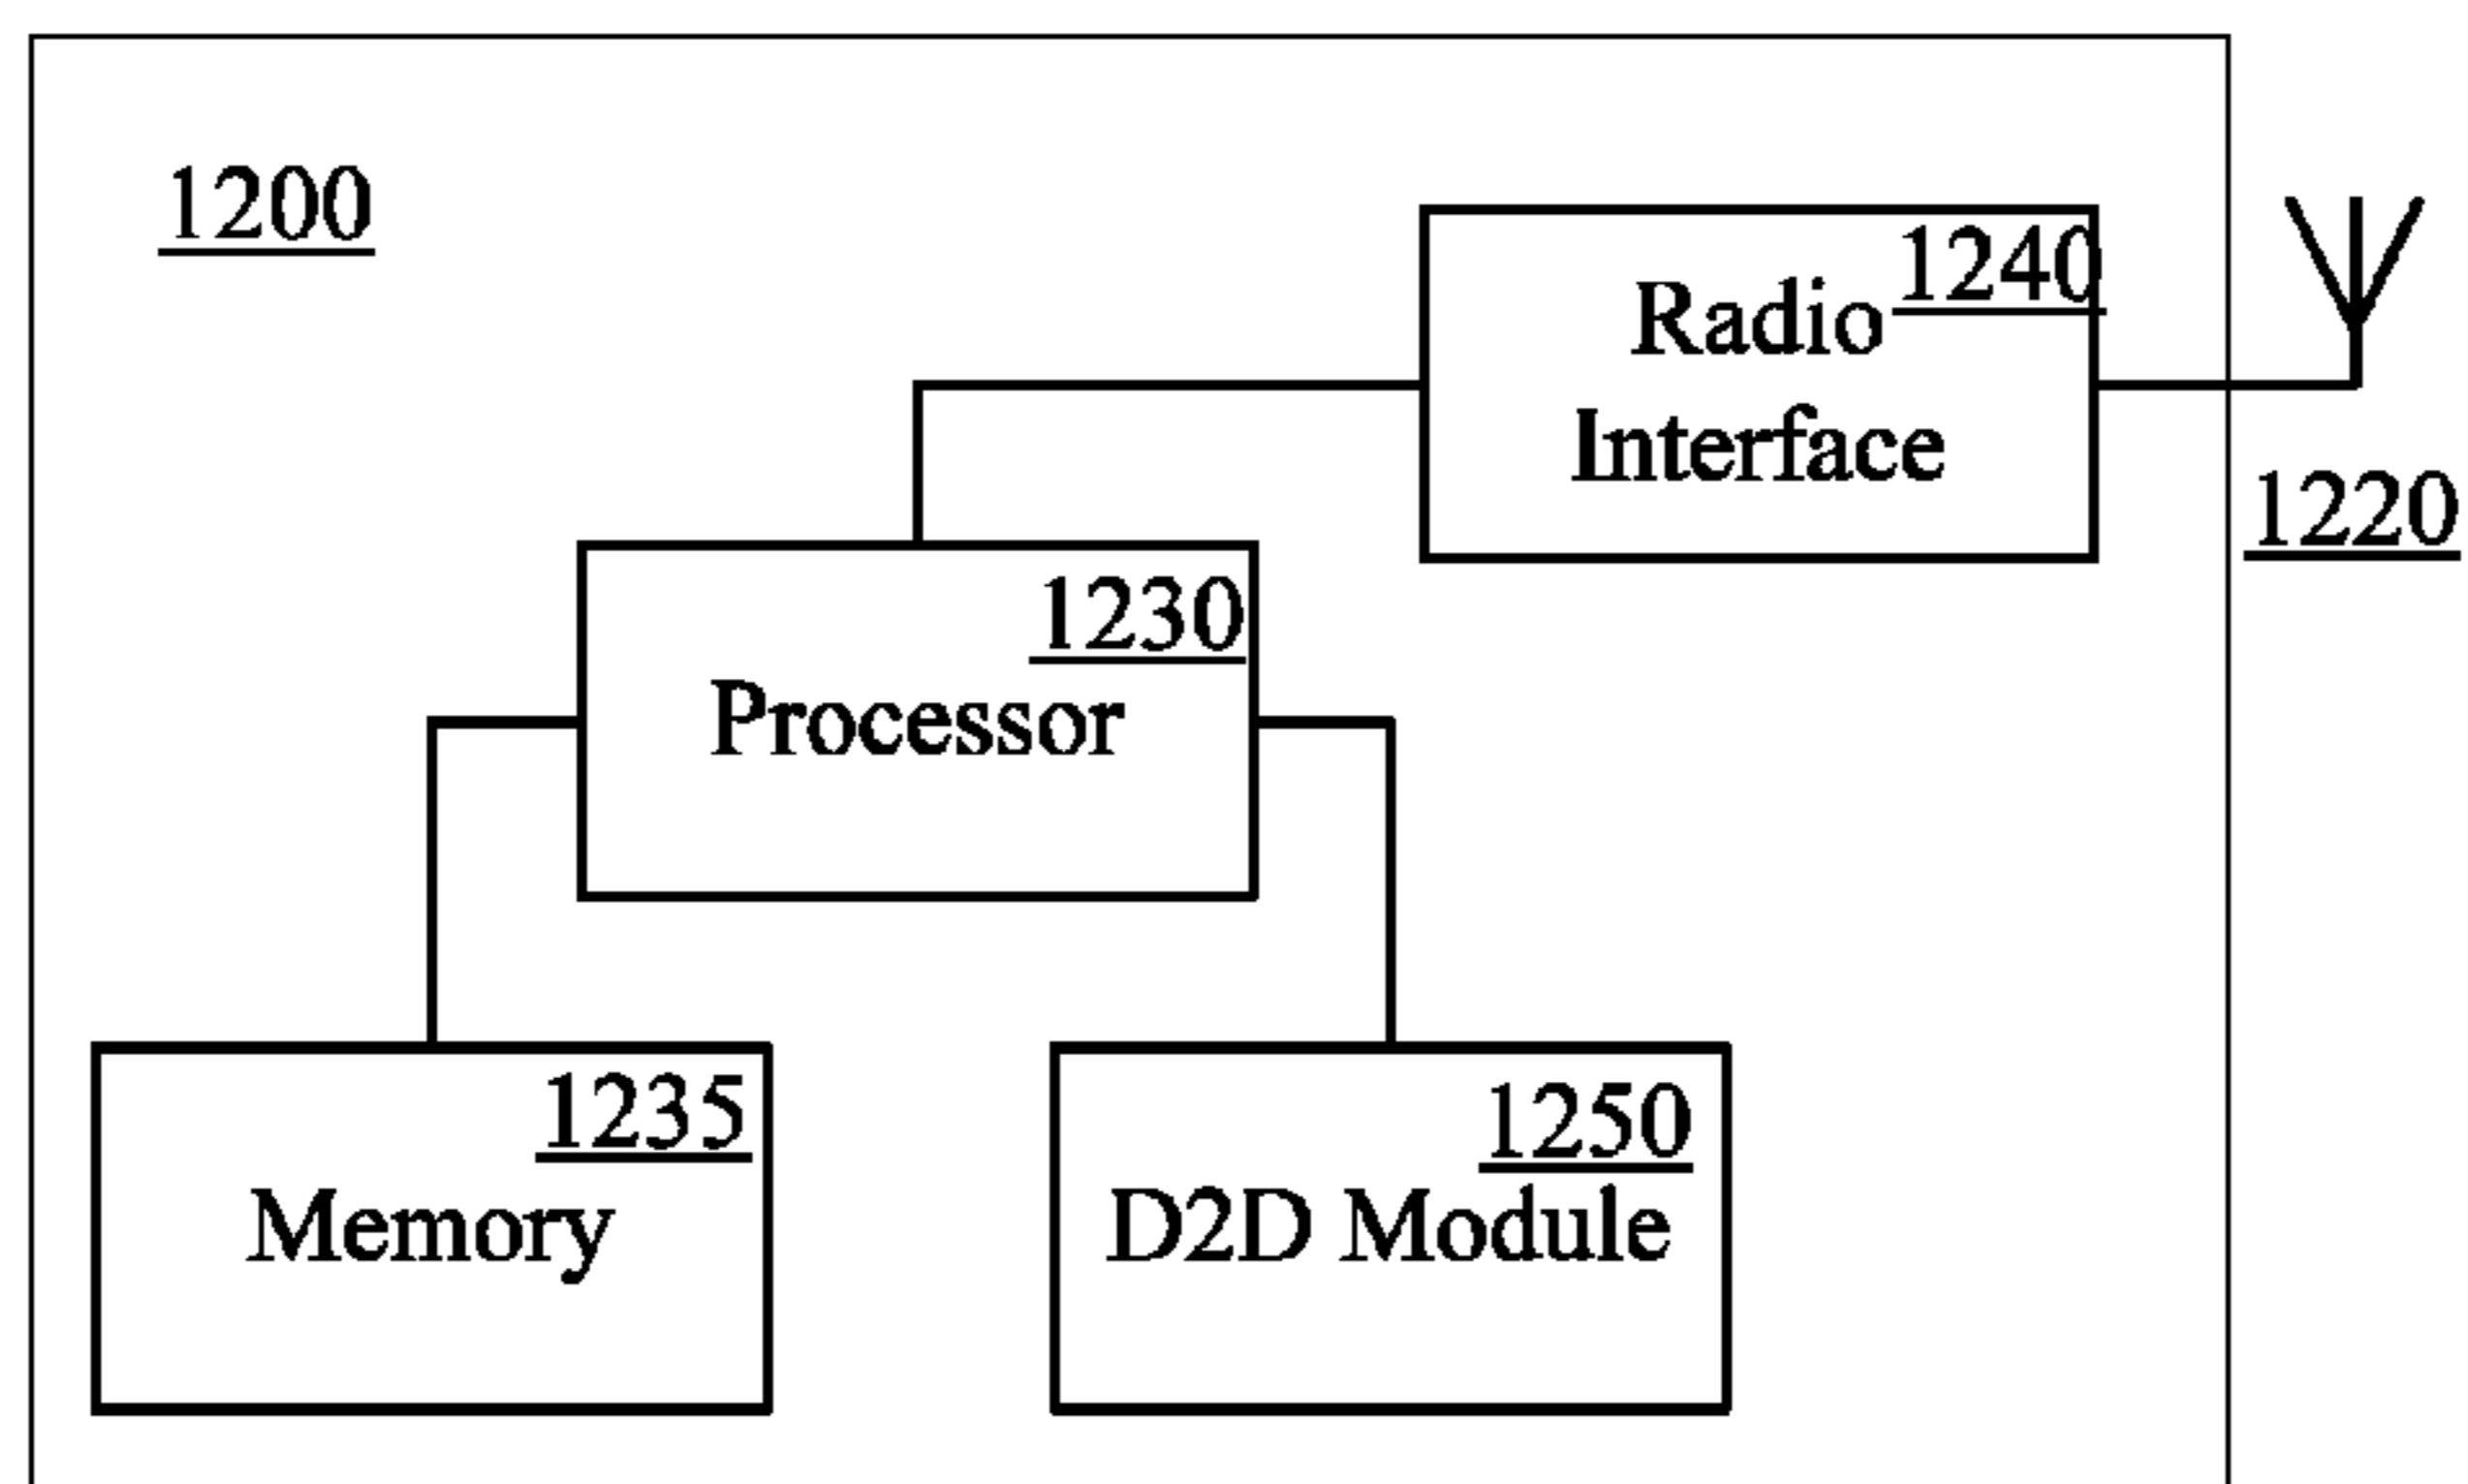 1200
1240
Radio
Interface
1220
1230
Processor
1235
Memory
1250
D2D Module